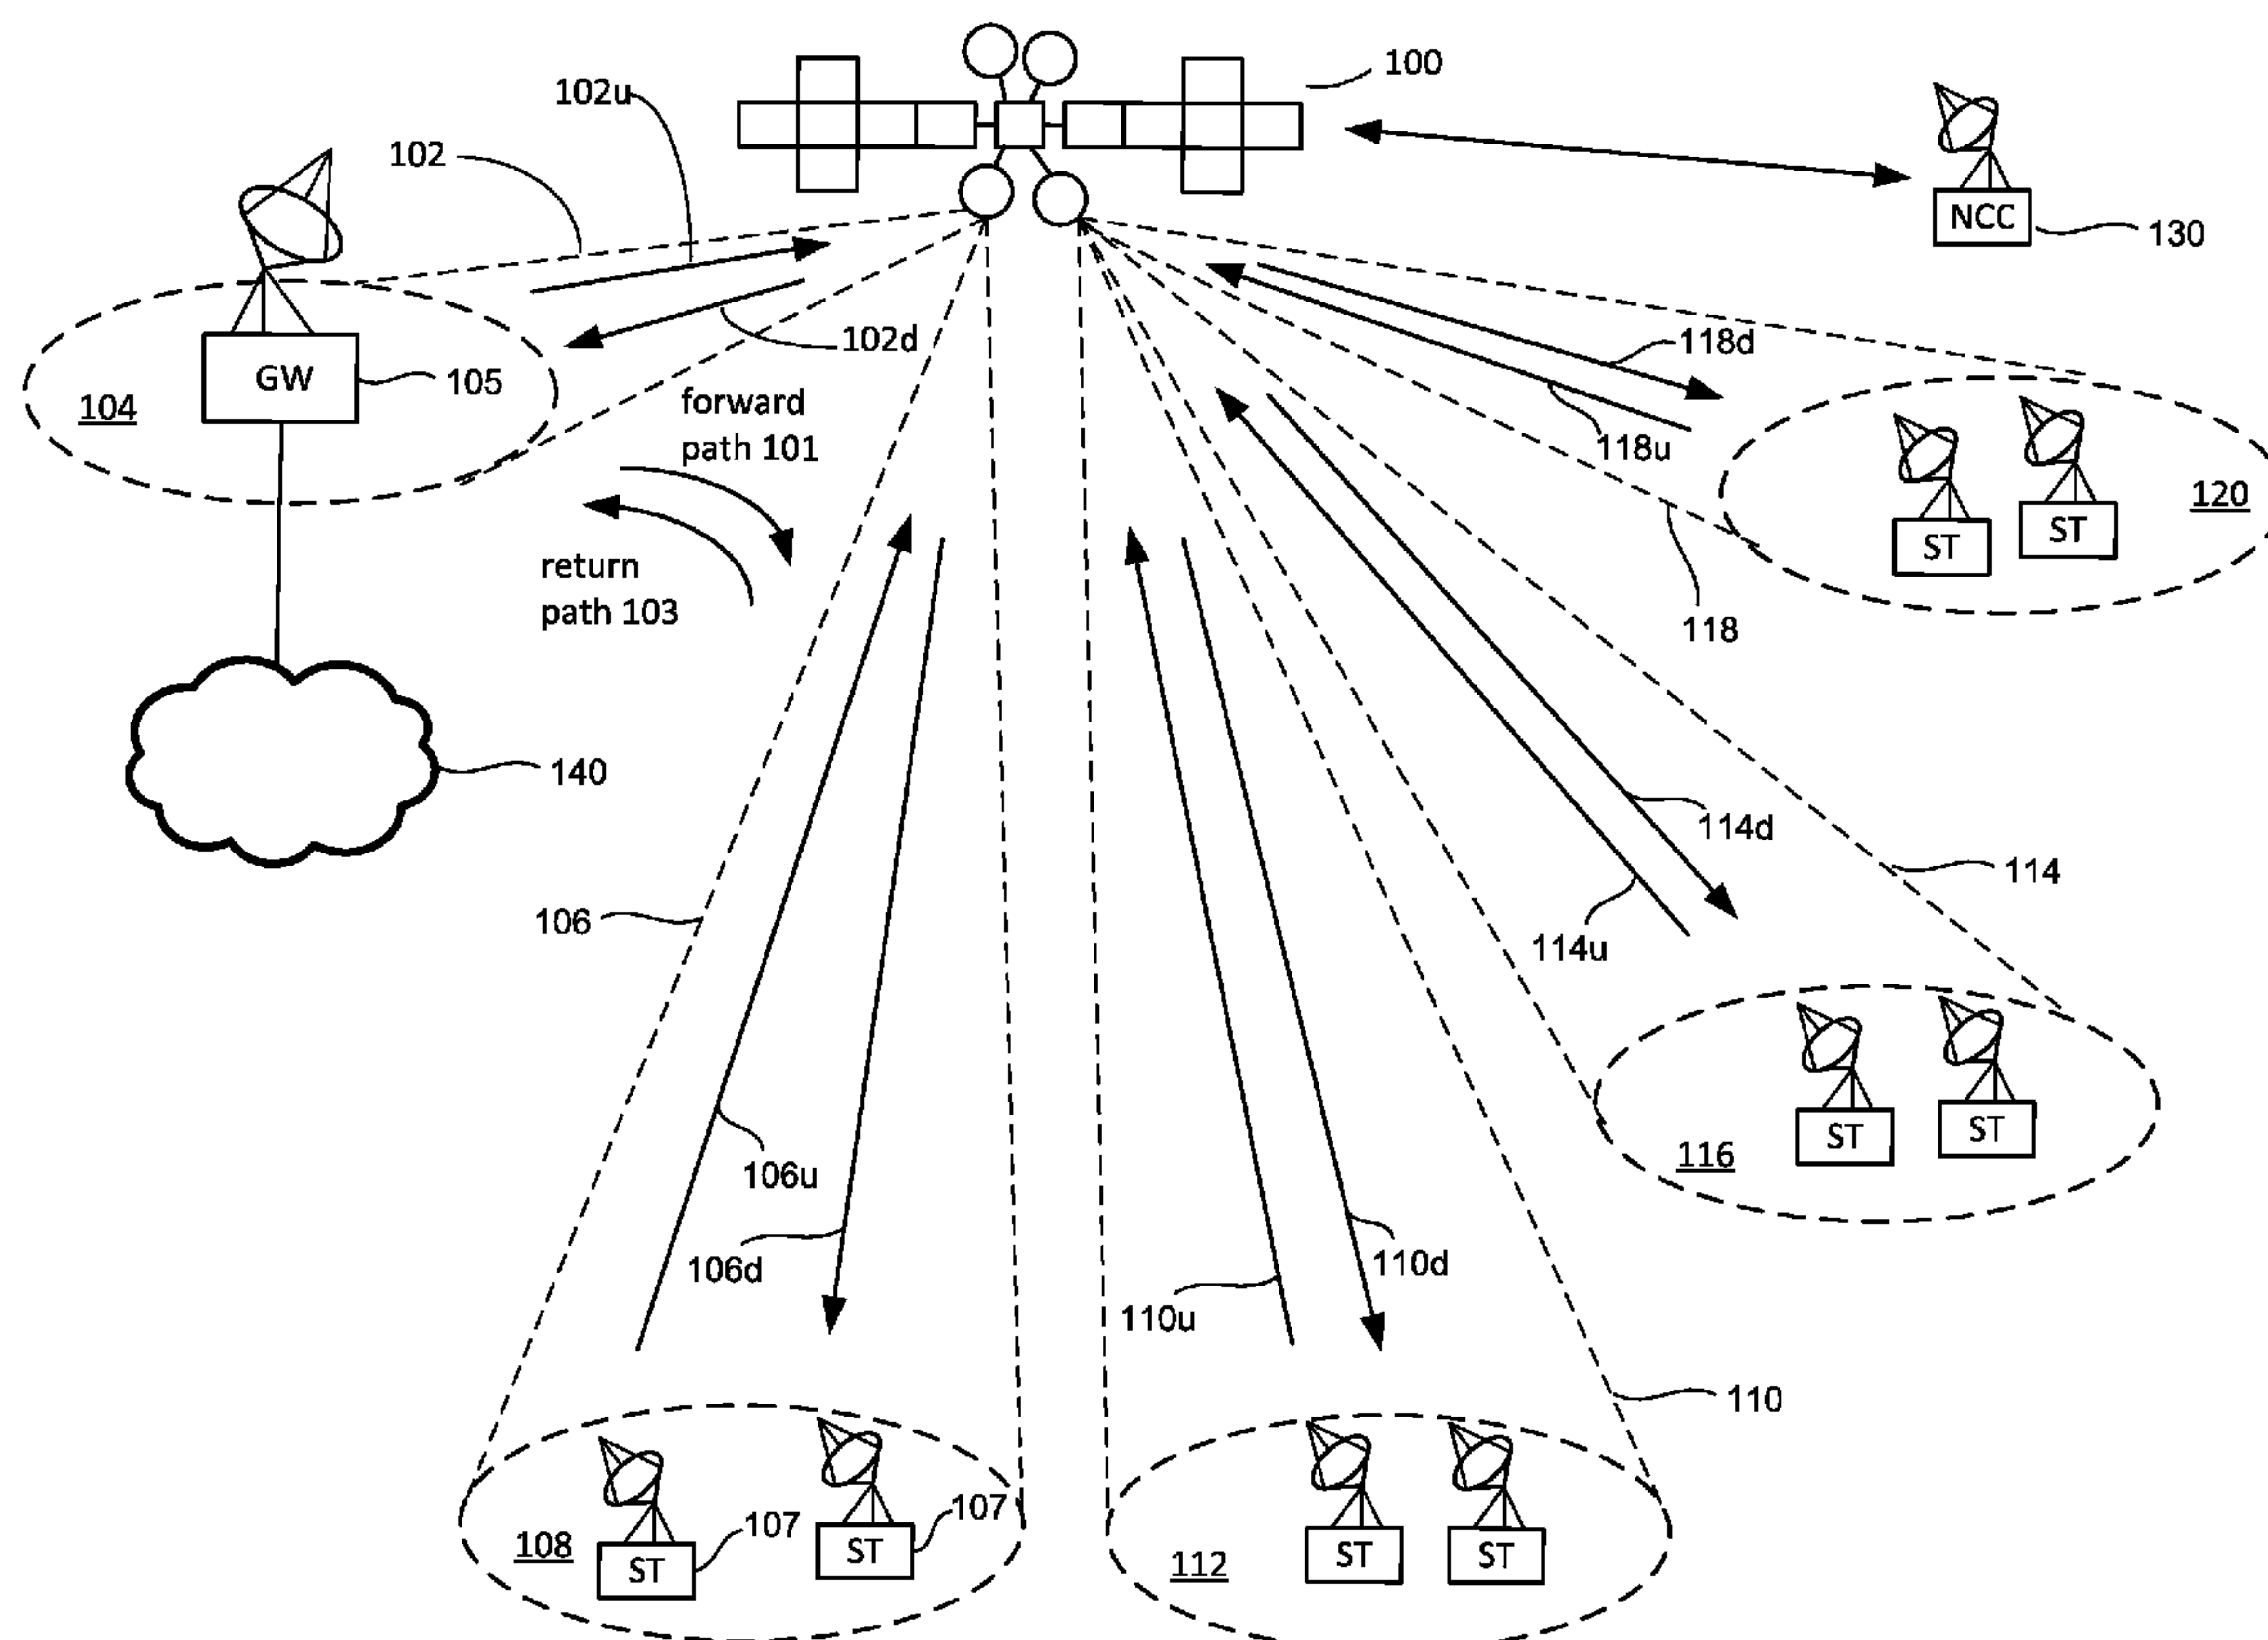 100
102u
102
NCC
130
102d
118d
GW
105
104
forward
path 101
118u
120
ST
ST
return
path 103
118
140
114d
114
106
114u
ST
ST
116
106u
106d
110d
110u
110
107
107
108
ST
ST
112
ST
ST